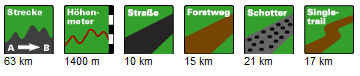 Strecke
A B
63 km
Höhen-
meter
1400 m
Straße
10 km
Forstweg
15 km
Schotter
21 km
Single-
trail
17 km